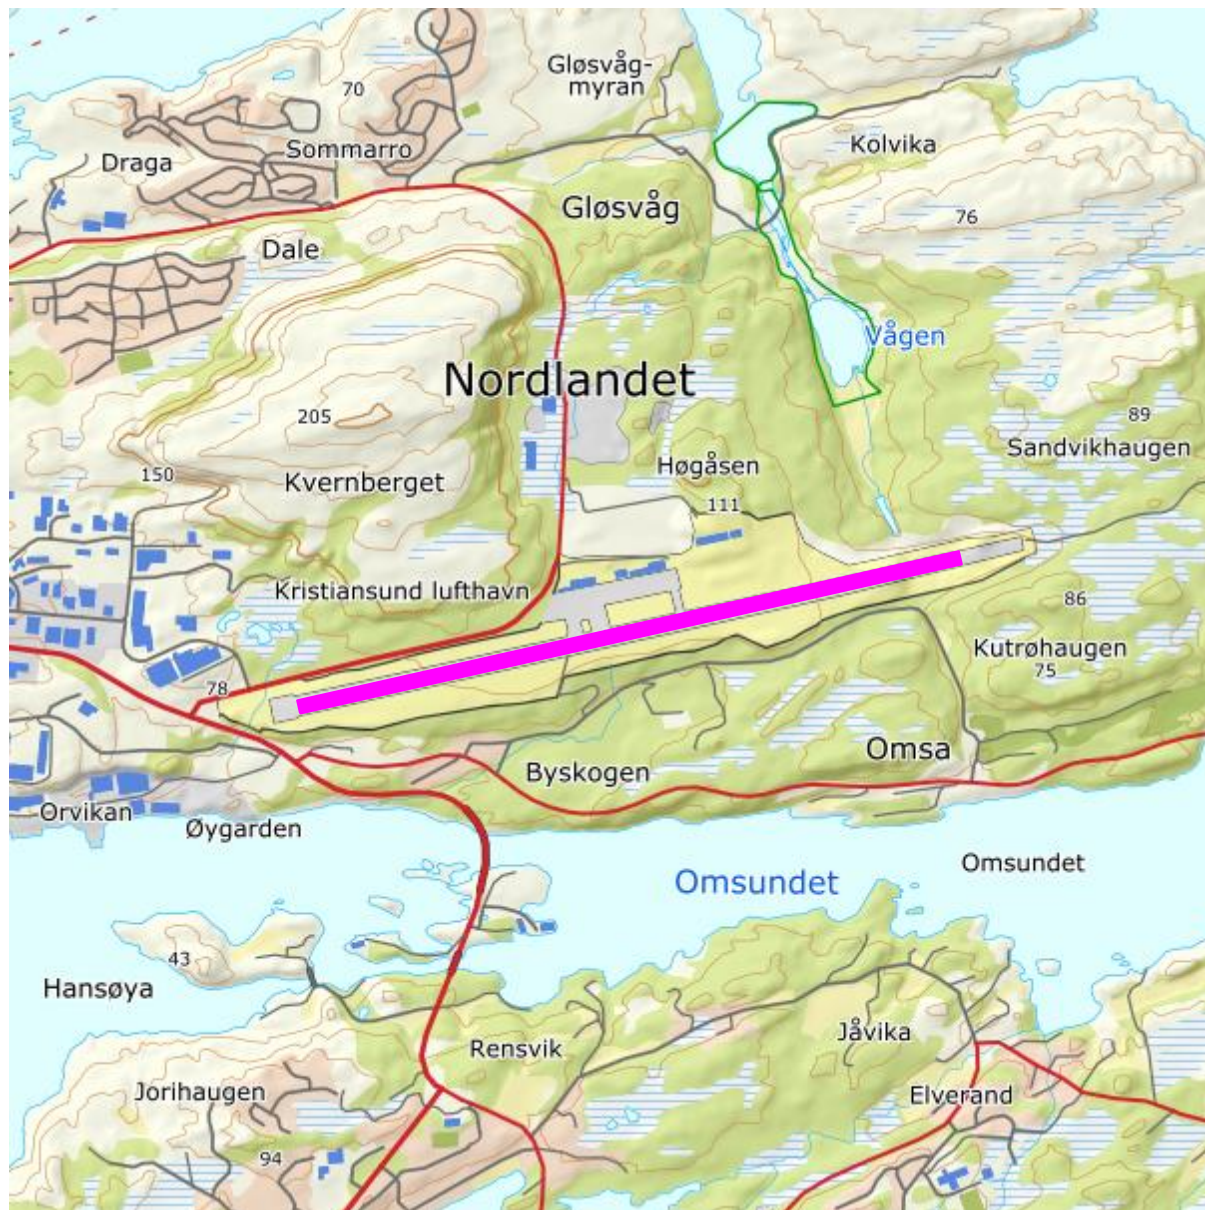 Gløsvåg-
myran
70
Kolvika
Sommarro
Draga
Gløsvåg
76
Dale
Vågen
Nordlandet
205
89
Sandvikhaugen
Høgåsen
150
Kvernberget
111
Kristiansund lufthavn
86
Kutrøhaugen
75
78
Omsa
Byskogen
Orvikan
Øygarden
Omsundet
Omsundet
43
Hansøya
Jåvika
Rensvik
Jorihaugen
Elverand
94